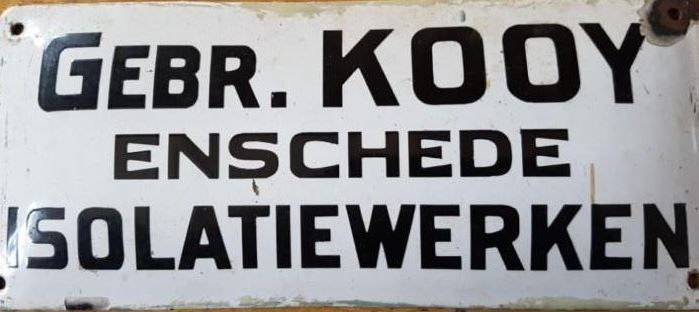 GEBR. KOOY
ENSCHEDE
ISOLATIEWERKEN